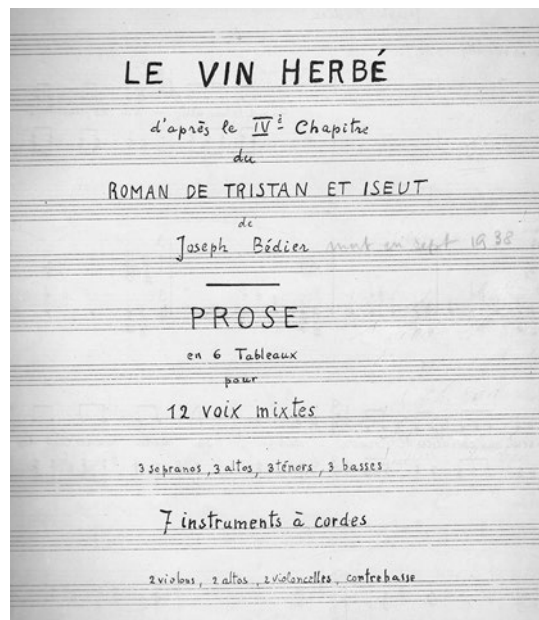 LE VIN HERBÉ
d'après le IVè Chapitre
du
ROMAN DE TRISTAN ET ISEUT
de
Joseph Bédier mort en sept 1938
PROSE
en 6 Tableaux
pour
12 voix mixtes
3 sopranos, 3 altos, 3 ténors, 3 basses
7 instruments à cordes
2 violons, 2 altos, 2 violoncelles, contrebasse